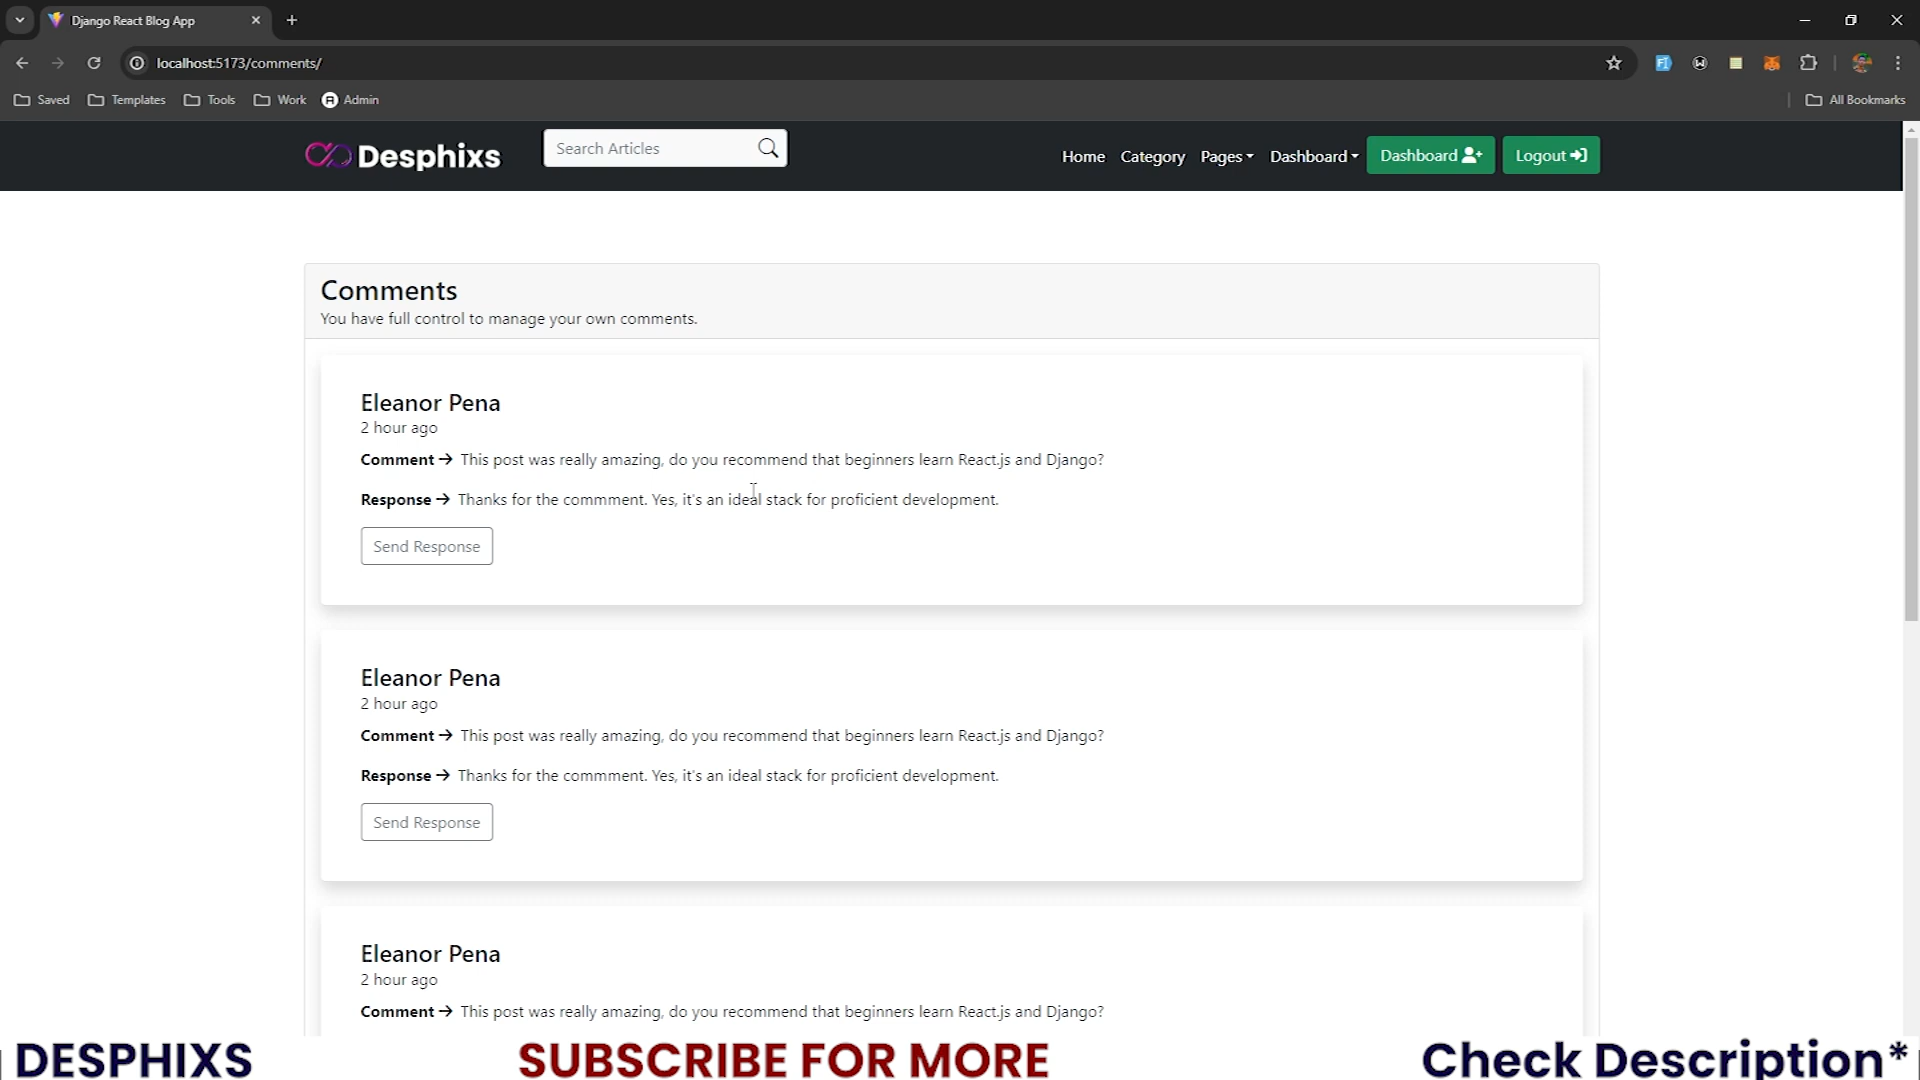 Django React Blog App
localhost:5173/comments/
Saved Templates Tools Work Admin All Bookmarks
Desphixs Search Articles Home Category Pages Dashboard Dashboard Logout
Comments
You have full control to manage your own comments.
Eleanor Pena
2 hour ago
Comment → This post was really amazing, do you recommend that beginners learn React.js and Django?
Response → Thanks for the commment. Yes, it's an ideal stack for proficient development.
Send Response
Eleanor Pena
2 hour ago
Comment → This post was really amazing, do you recommend that beginners learn React.js and Django?
Response → Thanks for the commment. Yes, it's an ideal stack for proficient development.
Send Response
Eleanor Pena
2 hour ago
Comment → This post was really amazing, do you recommend that beginners learn React.js and Django?
DESPHIXS SUBSCRIBE FOR MORE Check Description*